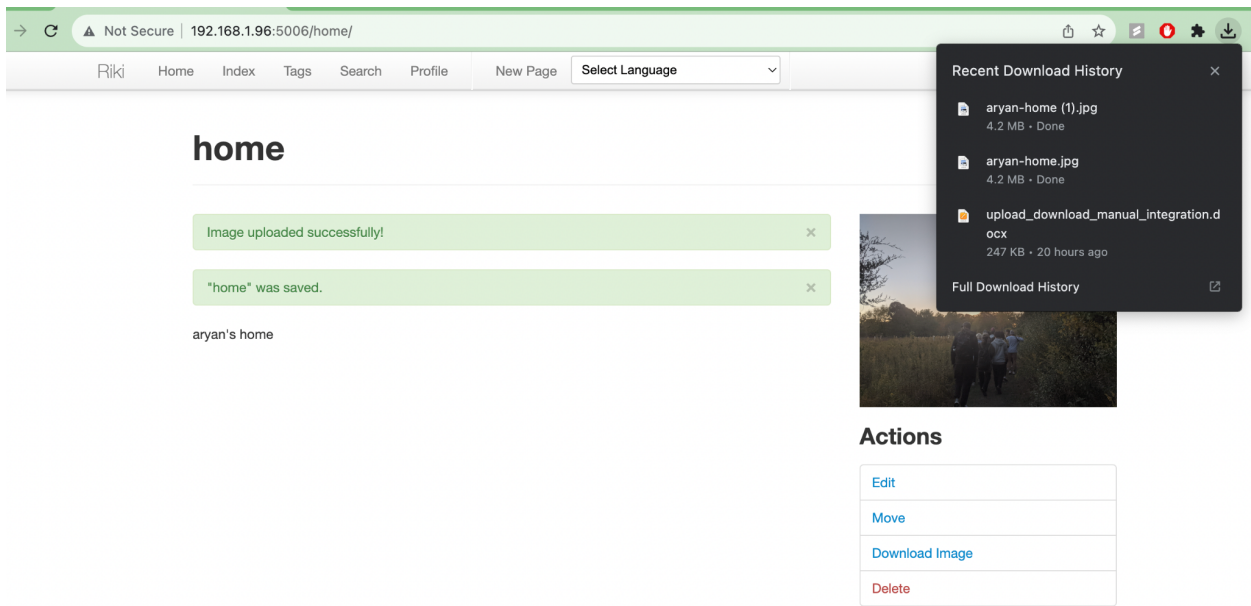 Not Secure | 192.168.1.96:5006/home/
Riki Home Index Tags Search Profile New Page Select Language
Recent Download History
aryan-home (1).jpg
4.2 MB • Done
aryan-home.jpg
4.2 MB • Done
upload_download_manual_integration.d
ocx
247 KB • 20 hours ago
Full Download History
home
Image uploaded successfully! ×
"home" was saved. ×
aryan's home
Actions
Edit
Move
Download Image
Delete